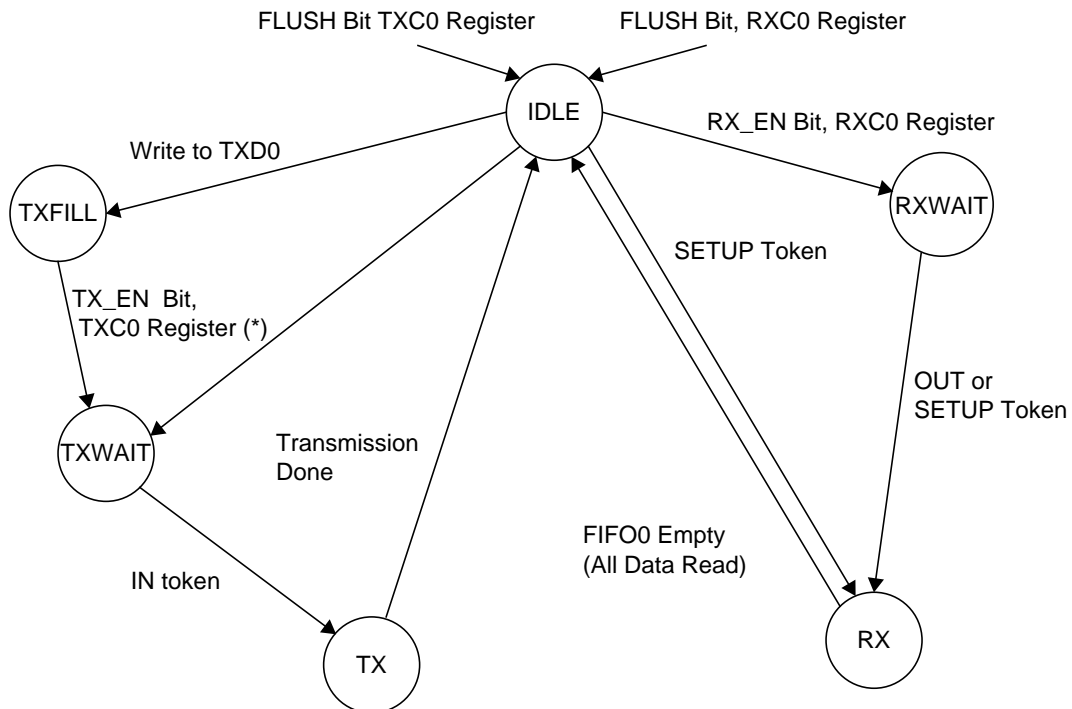 FLUSH Bit TXC0 Register
FLUSH Bit, RXC0 Register
IDLE
RX_EN Bit, RXC0 Register
Write to TXD0
TXFILL
RXWAIT
SETUP Token
TX_EN Bit,
TXC0 Register (*)
OUT or
SETUP Token
TXWAIT
Transmission
Done
FIFO0 Empty
(All Data Read)
IN token
TX
RX